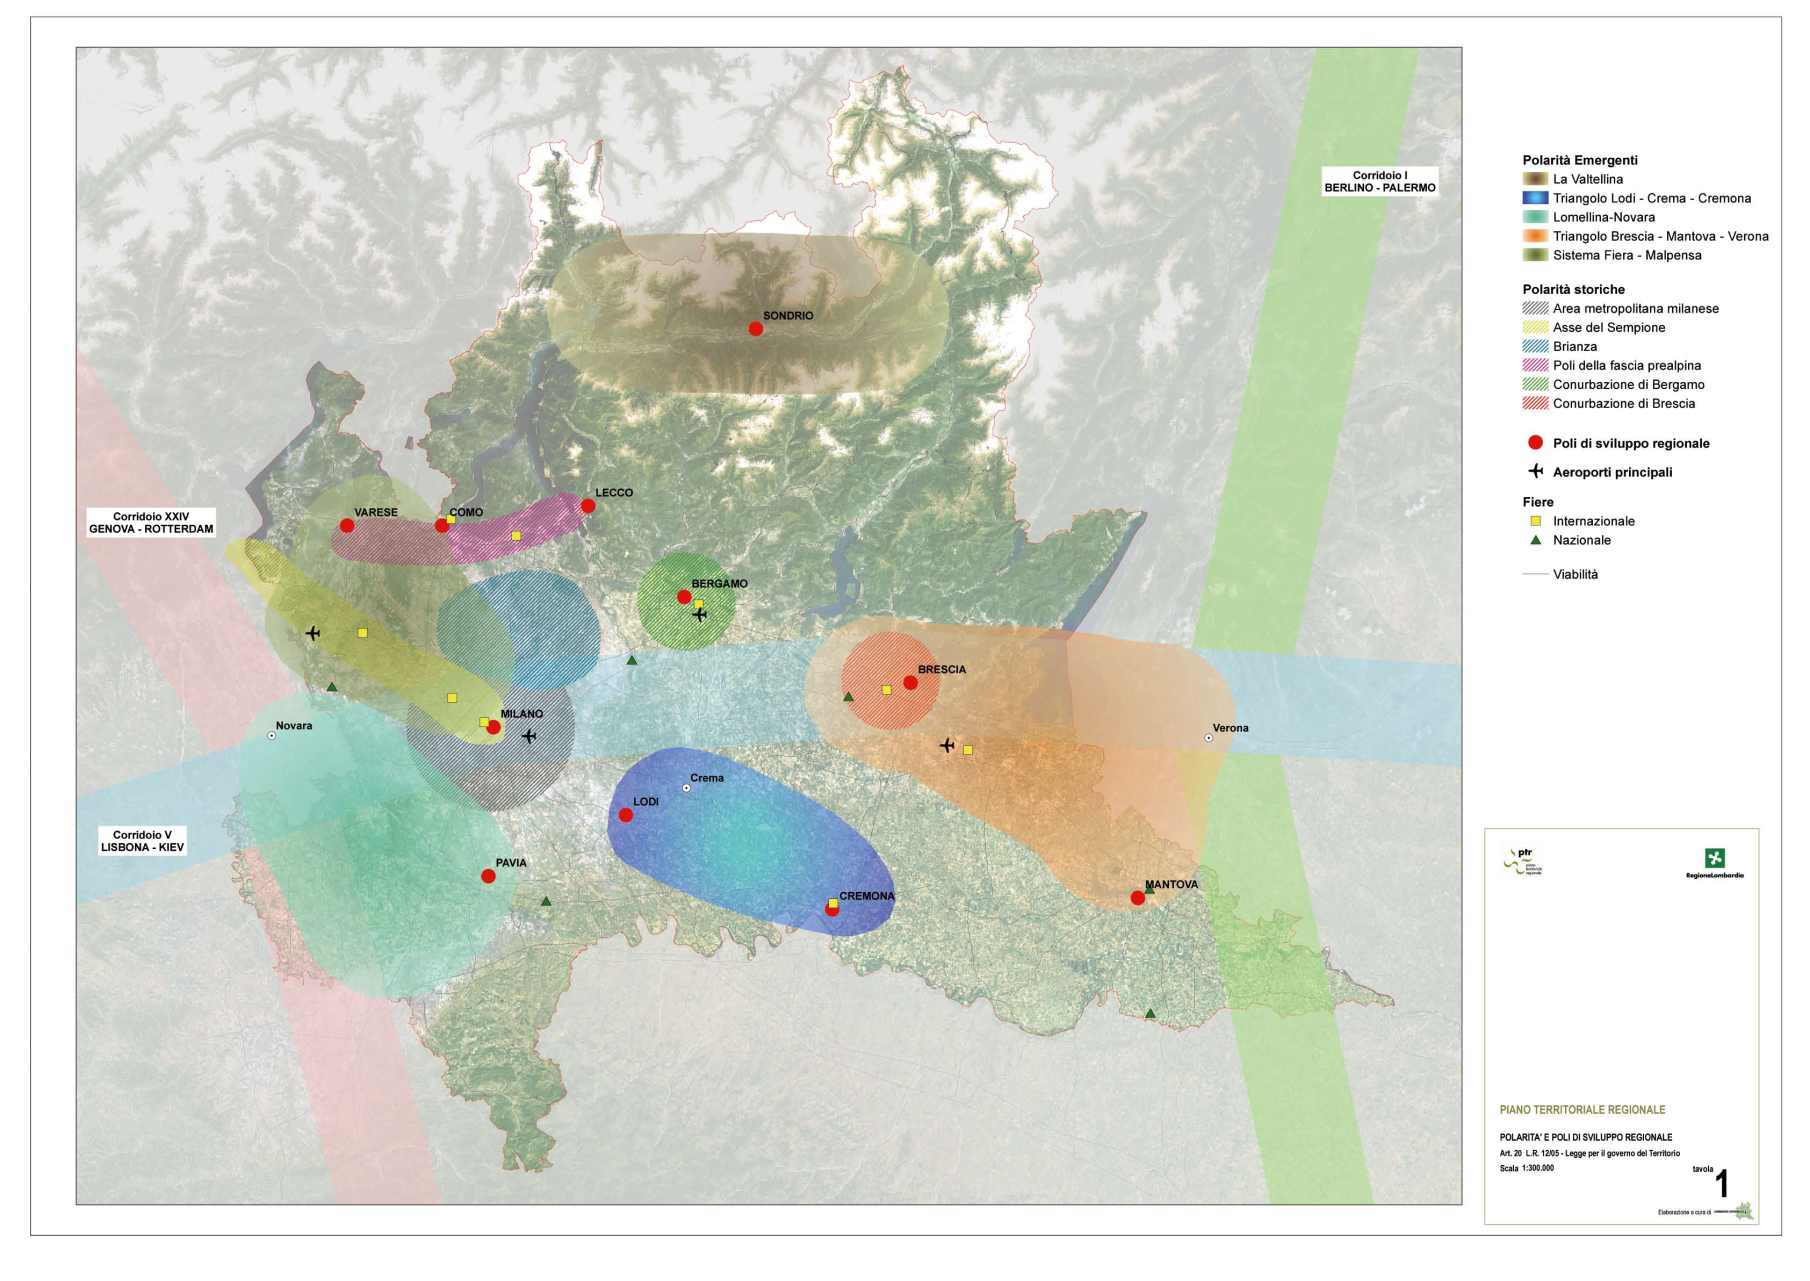 Corridoio I
BERLINO - PALERMO
SONDRIO
LECCO
VARESE
COMO
Corridoio XXIV
GENOVA - ROTTERDAM
BERGAMO
BRESCIA
MILANO
Novara
Verona
Crema
LODI
Corridoio V
LISBONA - KIEV
PAVIA
CREMONA
MANTOVA
Polarità Emergenti
La Valtellina
Triangolo Lodi - Crema - Cremona
Lomellina-Novara
Triangolo Brescia - Mantova - Verona
Sistema Fiera - Malpensa
Polarità storiche
Area metropolitana milanese
Asse del Sempione
Brianza
Poli della fascia prealpina
Conurbazione di Bergamo
Conurbazione di Brescia
Poli di sviluppo regionale
Aeroporti principali
Fiere
Internazionale
Nazionale
Viabilità
ptr
piano
territoriale
regionale
RegioneLombardia
PIANO TERRITORIALE REGIONALE
POLARITA' E POLI DI SVILUPPO REGIONALE
Art. 20 L.R. 12/05 - Legge per il governo del Territorio
Scala 1:300.000
tavola 1
Elaborazione a cura di